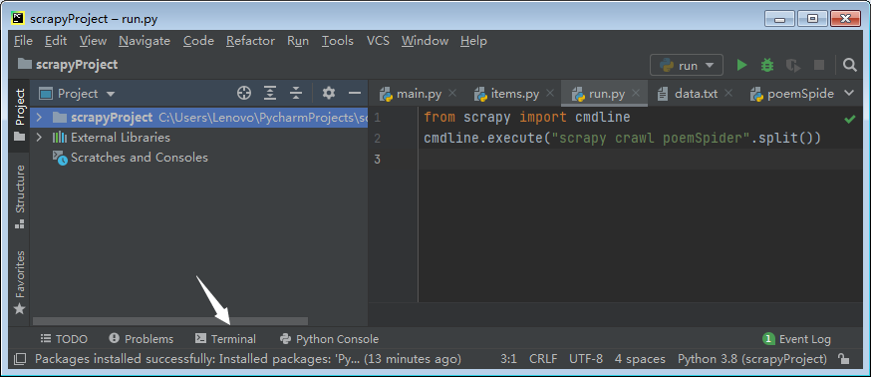 scrapyProject – run.py
File Edit View Navigate Code Refactor Run Tools VCS Window Help
scrapyProject run
Project main.py items.py run.py data.txt poemSpide
Project
Structure
Favorites
scrapyProject C:\Users\Lenovo\PycharmProjects\sc
External Libraries
Scratches and Consoles
1 from scrapy import cmdline
2 cmdline.execute("scrapy crawl poemSpider".split())
3
TODO Problems Terminal Python Console 1 Event Log
Packages installed successfully: Installed packages: 'Py... (13 minutes ago) 3:1 CRLF UTF-8 4 spaces Python 3.8 (scrapyProject)